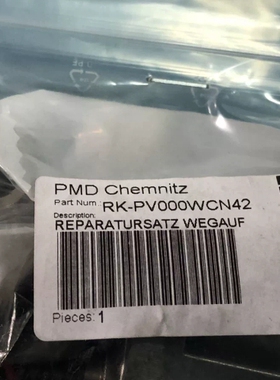 PMD Chemnitz
Part Num.: RK-PV000WCN42
Description:
REPARATURSATZ WEGAUF
Pieces: 1